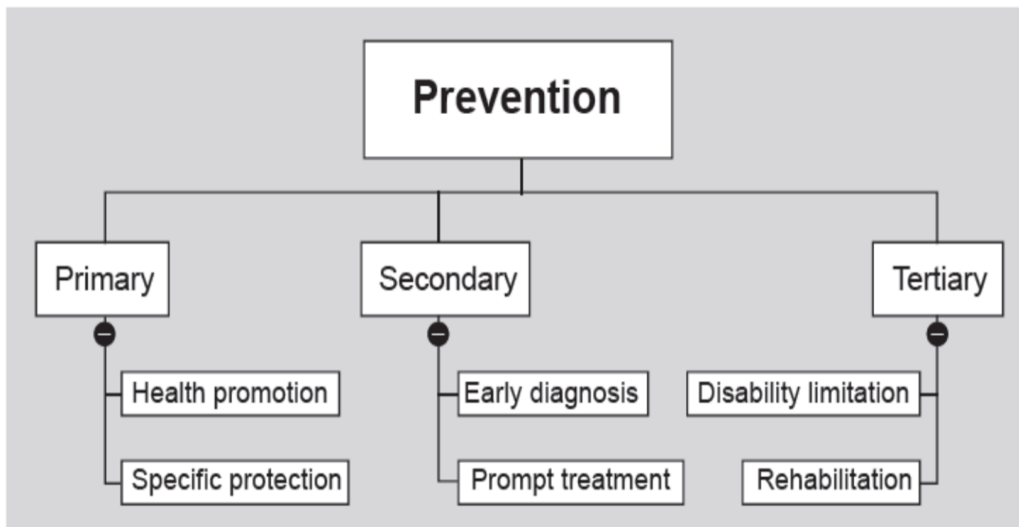 Prevention
Primary
Secondary
Tertiary
Health promotion
Early diagnosis
Disability limitation
Specific protection
Prompt treatment
Rehabilitation